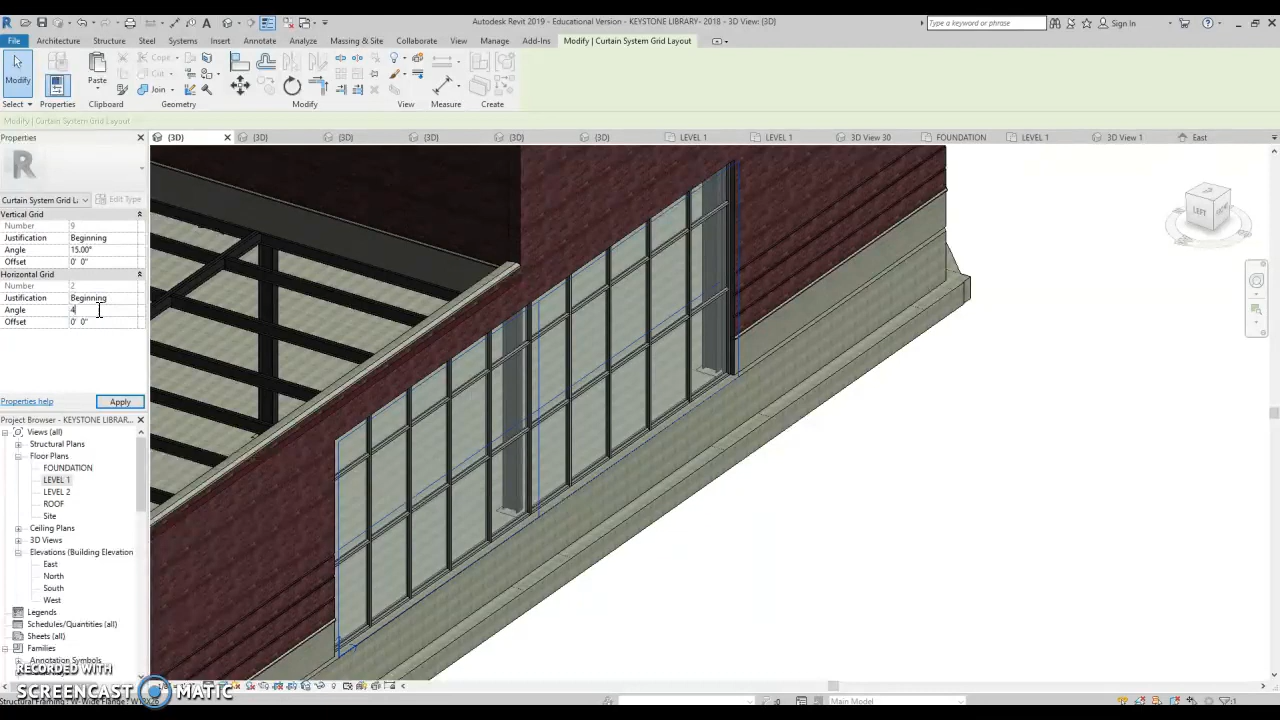 Autodesk Revit 2019 - Educational Version - KEYSTONE LIBRARY- 2018 - 3D View: {3D}
Type a keyword or phrase
Sign In
File Architecture Structure Steel Systems Insert Annotate Analyze Massing & Site Collaborate View Manage Add-Ins Modify | Curtain System Grid Layout
Modify
Properties
Paste
Cope
Cut
Join
Select Properties Clipboard Geometry Modify View Measure Create
Modify | Curtain System Grid Layout
Properties
{3D} {3D} {3D} {3D} {3D} {3D} LEVEL 1 LEVEL 1 3D View 30 FOUNDATION LEVEL 1 3D View 1 East
Curtain System Grid L
Edit Type
Vertical Grid
Number 9
Justification Beginning
Angle 15.00°
Offset 0' 0"
Horizontal Grid
Number 2
Justification Beginning
Angle 4
Offset 0' 0"
Properties help
Apply
Project Browser - KEYSTONE LIBRAR...
Views (all)
Structural Plans
Floor Plans
FOUNDATION
LEVEL 1
LEVEL 2
ROOF
Site
Ceiling Plans
3D Views
Elevations (Building Elevation
East
North
South
West
Legends
Schedules/Quantities (all)
Sheets (all)
Families
Annotation Symbols
LEFT
RECORDED WITH
SCREENCAST MATIC
Main Model